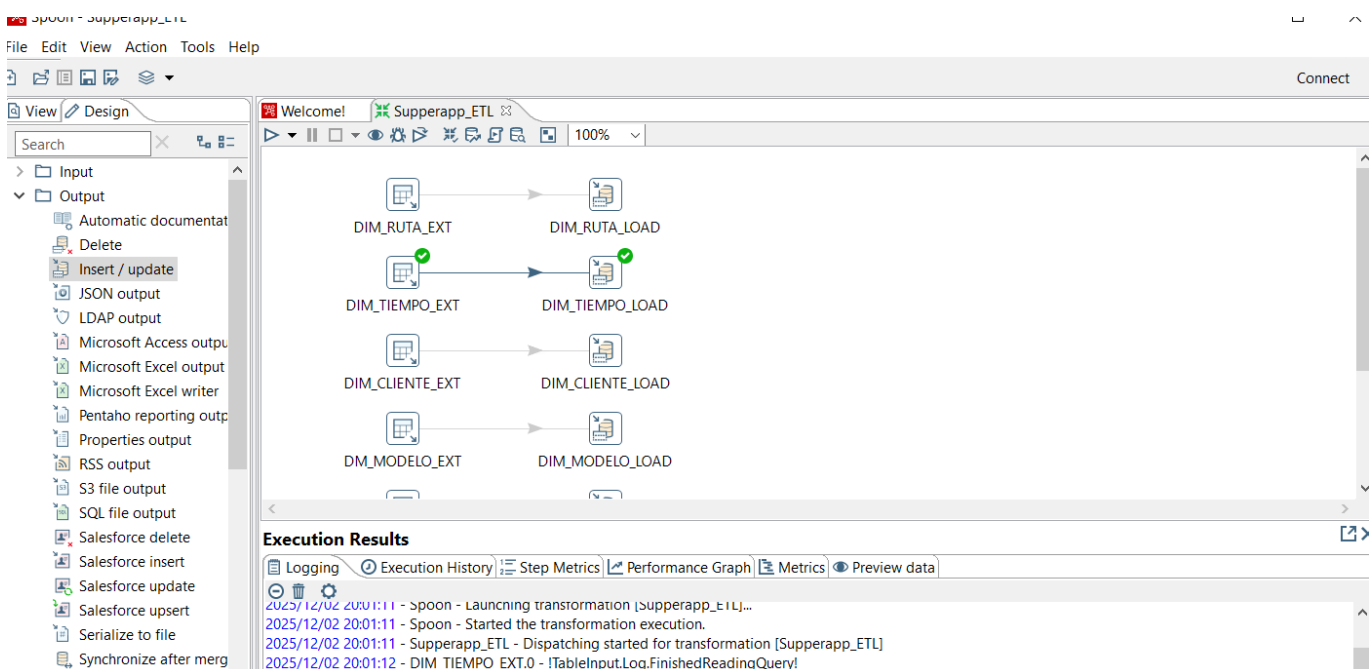 Spoon - Supperapp_ETL
File Edit View Action Tools Help
Connect
View Design
Search
Input
Output
Automatic documentat
Delete
Insert / update
JSON output
LDAP output
Microsoft Access outpu
Microsoft Excel output
Microsoft Excel writer
Pentaho reporting outp
Properties output
RSS output
S3 file output
SQL file output
Salesforce delete
Salesforce insert
Salesforce update
Salesforce upsert
Serialize to file
Synchronize after merg
Welcome! Supperapp_ETL
100%
DIM_RUTA_EXT DIM_RUTA_LOAD
DIM_TIEMPO_EXT DIM_TIEMPO_LOAD
DIM_CLIENTE_EXT DIM_CLIENTE_LOAD
DM_MODELO_EXT DIM_MODELO_LOAD
Execution Results
Logging Execution History Step Metrics Performance Graph Metrics Preview data
2025/12/02 20:01:11 - Spoon - Launching transformation [Supperapp_ETL]...
2025/12/02 20:01:11 - Spoon - Started the transformation execution.
2025/12/02 20:01:11 - Supperapp_ETL - Dispatching started for transformation [Supperapp_ETL]
2025/12/02 20:01:12 - DIM_TIEMPO_EXT.0 - !TableInput.Log.FinishedReadingQuery!